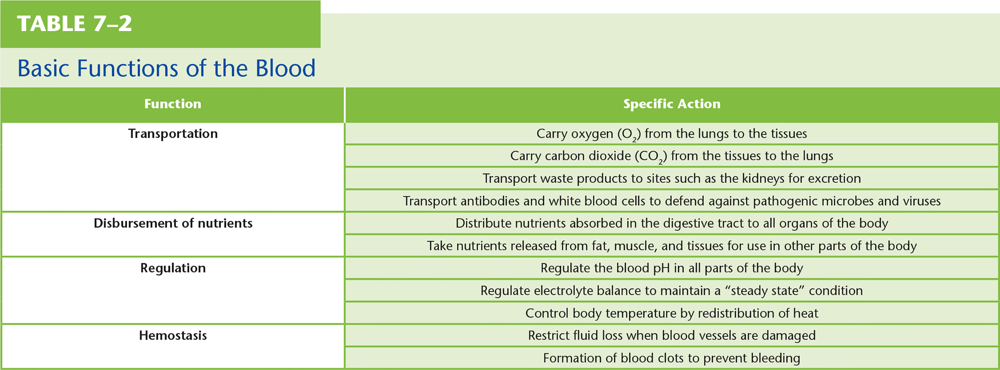 TABLE 7–2
Basic Functions of the Blood
Function Specific Action
Transportation Carry oxygen (O₂) from the lungs to the tissues
Carry carbon dioxide (CO₂) from the tissues to the lungs
Transport waste products to sites such as the kidneys for excretion
Transport antibodies and white blood cells to defend against pathogenic microbes and viruses
Disbursement of nutrients Distribute nutrients absorbed in the digestive tract to all organs of the body
Take nutrients released from fat, muscle, and tissues for use in other parts of the body
Regulation Regulate the blood pH in all parts of the body
Regulate electrolyte balance to maintain a “steady state” condition
Control body temperature by redistribution of heat
Hemostasis Restrict fluid loss when blood vessels are damaged
Formation of blood clots to prevent bleeding